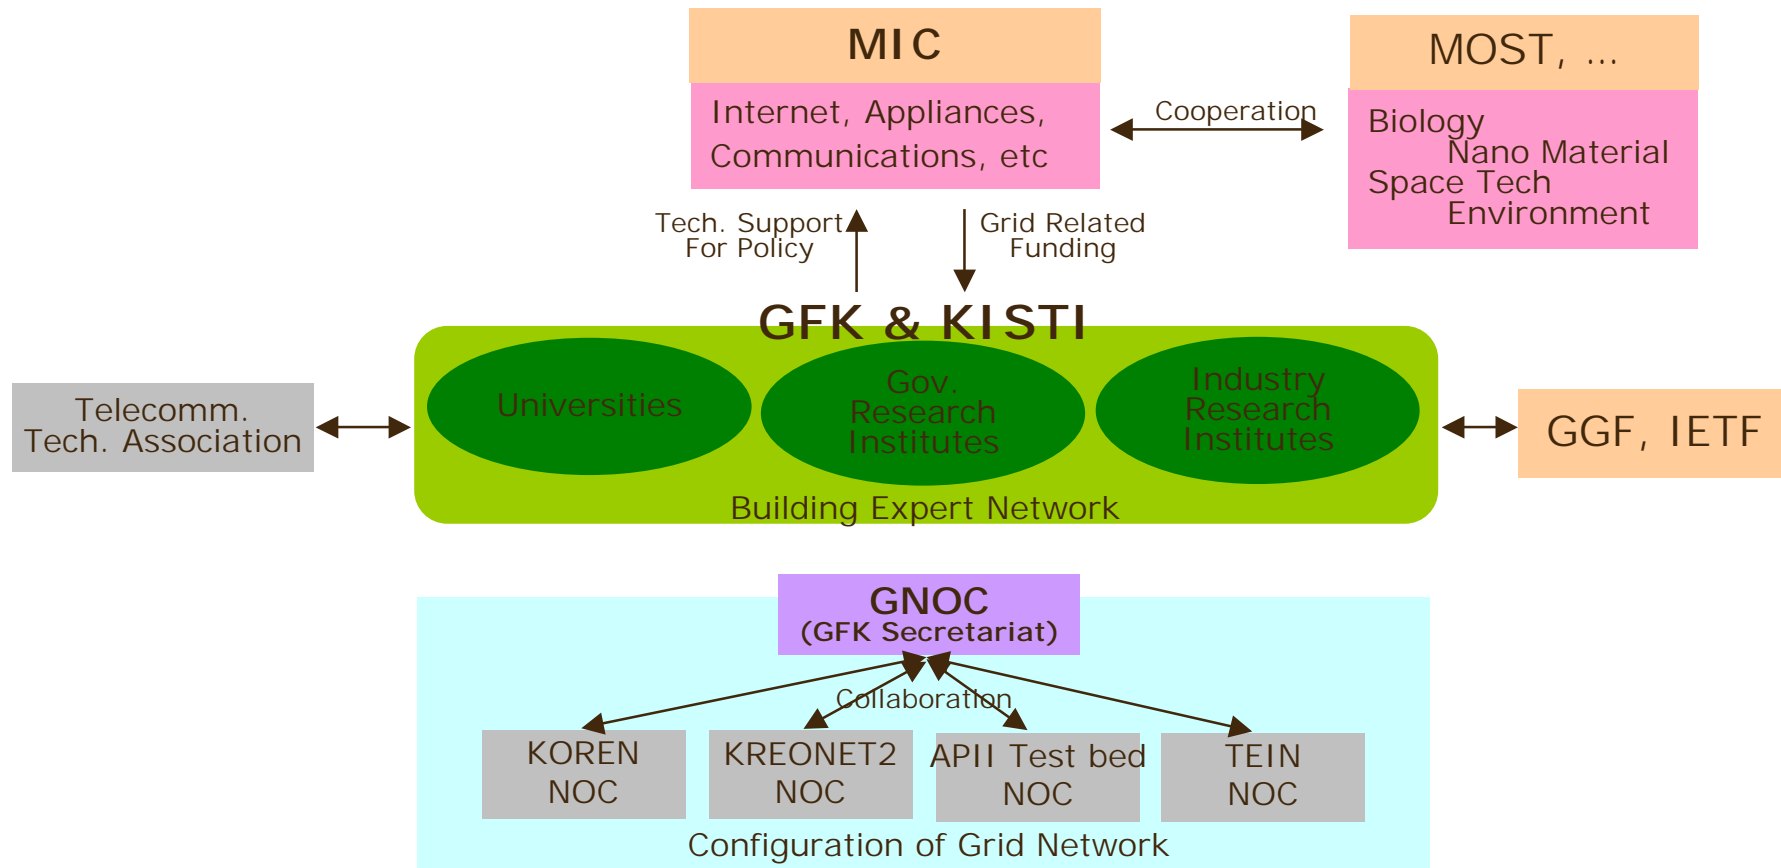 MIC
Internet, Appliances,
Communications, etc
Cooperation
MOST, ...
Biology
Nano Material
Space Tech
Environment
Tech. Support
For Policy
Grid Related
Funding
GFK & KISTI
Telecomm.
Tech. Association
Universities
Gov.
Research
Institutes
Industry
Research
Institutes
GGF, IETF
Building Expert Network
GNOC
(GFK Secretariat)
Collaboration
KOREN
NOC
KREONET2
NOC
APII Test bed
NOC
TEIN
NOC
Configuration of Grid Network